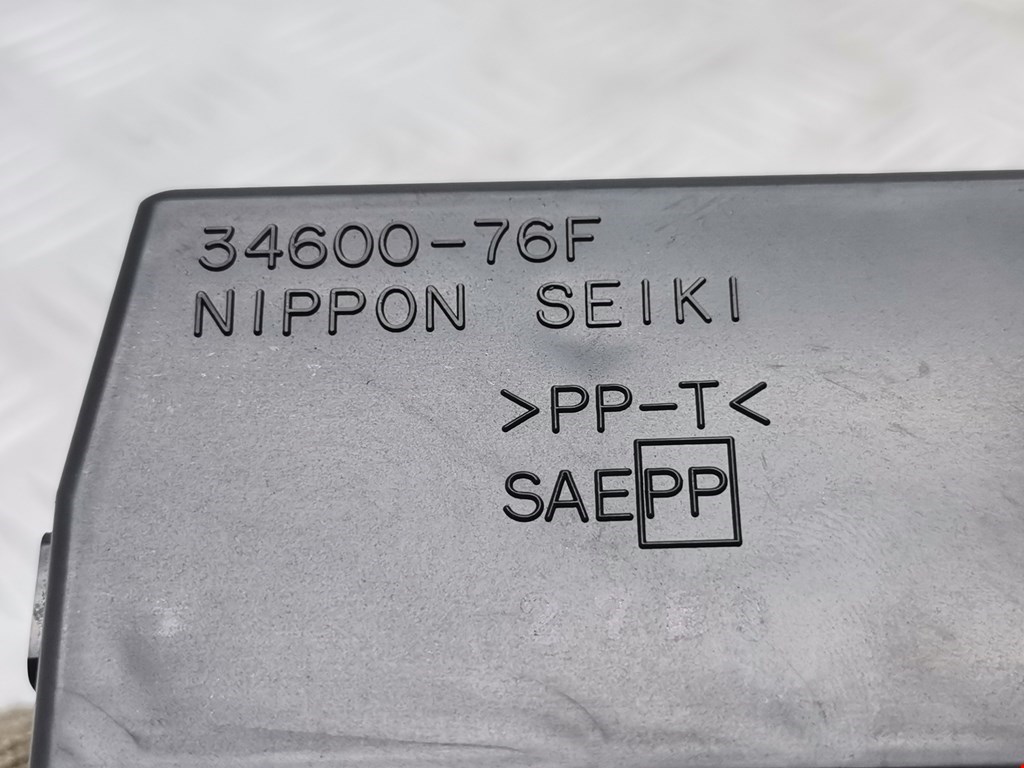 34600-76F
NIPPON SEIKI
>PP-T<
SAEPP